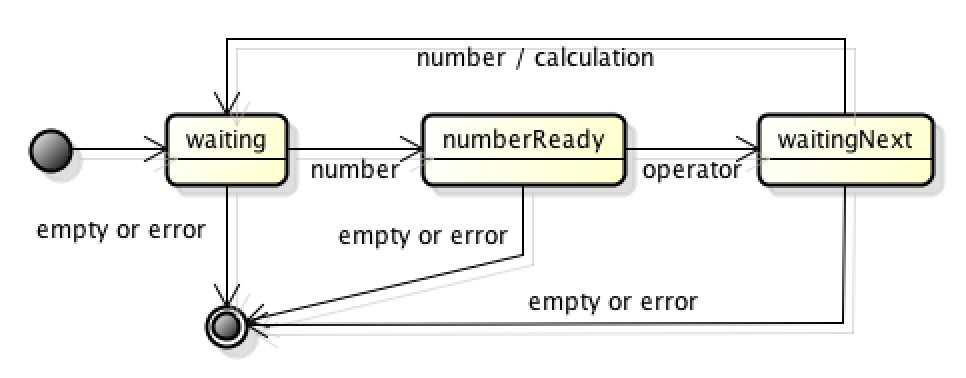 number / calculation
waiting
numberReady
waitingNext
number
operator
empty or error
empty or error
empty or error